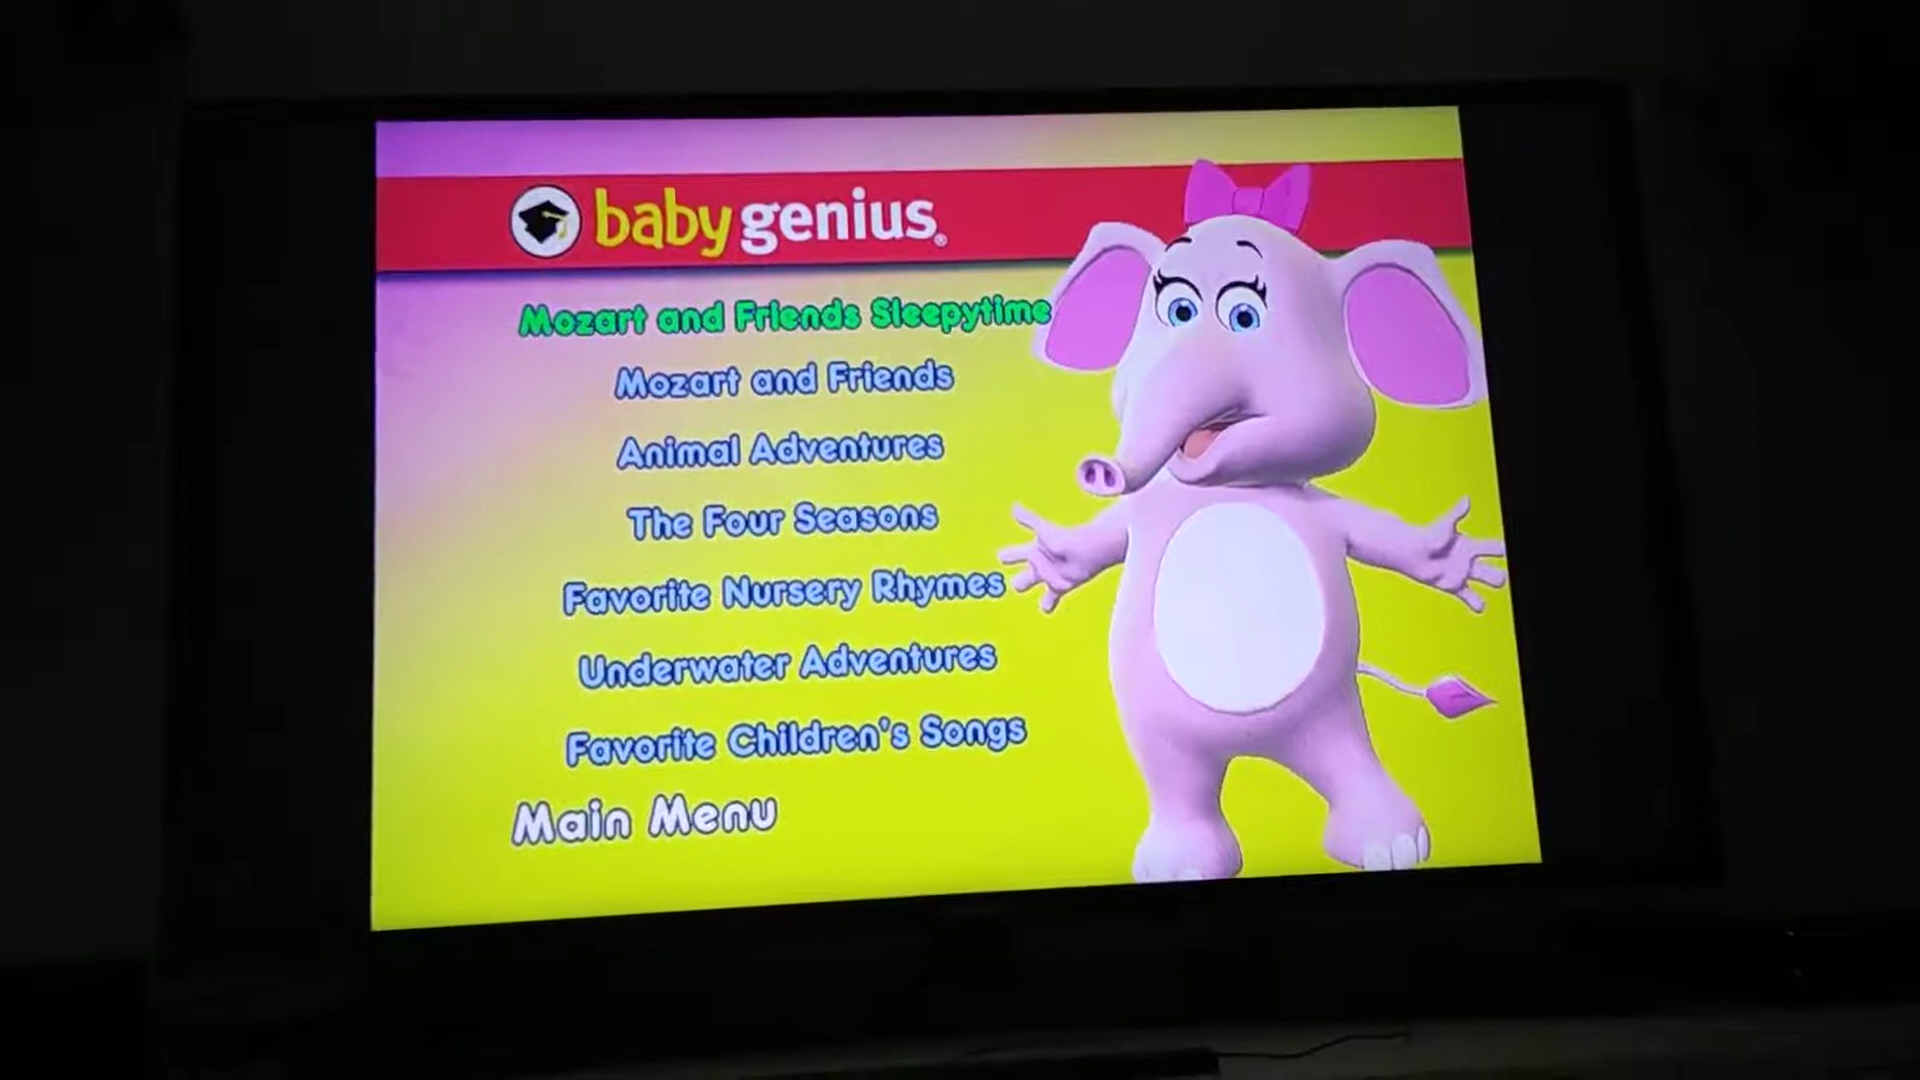 baby genius®
Mozart and Friends Sleepytime
Mozart and Friends
Animal Adventures
The Four Seasons
Favorite Nursery Rhymes
Underwater Adventures
Favorite Children's Songs
Main Menu